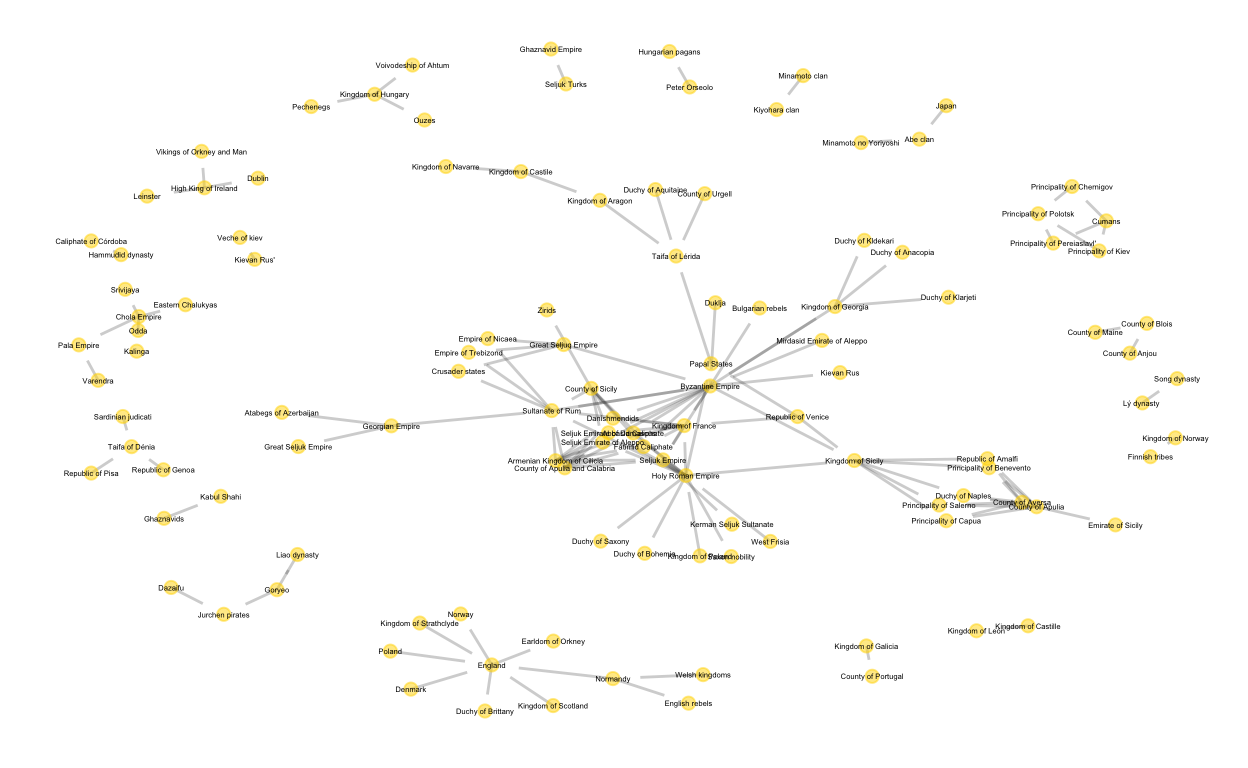 Ghaznavid Empire
Hungarian pagans
Voivodeship of Ahtum
Minamoto clan
Seljuk Turks
Peter Orseolo
Kingdom of Hungary
Pechenegs
Japan
Kiyohara clan
Ouzes
Abe clan
Minamoto no Yoriyoshi
Vikings of Orkney and Man
Kingdom of Navarre
Kingdom of Castile
Dublin
High King of Ireland
Principality of Chernigov
Duchy of Aquitaine
County of Urgell
Leinster
Kingdom of Aragon
Principality of Polotsk
Cumans
Veche of kiev
Caliphate of Córdoba
Duchy of Kldekari
Principality of Pereiaslavl'
Principality of Kiev
Duchy of Anacopia
Hammudid dynasty
Taifa of Lérida
Kievan Rus'
Srivijaya
Duchy of Klarjeti
Eastern Chalukyas
Duklja
Kingdom of Georgia
Bulgarian rebels
Zirids
Chola Empire
County of Blois
Odda
County of Maine
Empire of Nicaea
Mirdasid Emirate of Aleppo
Pala Empire
Great Seljuq Empire
Kalinga
Empire of Trebizond
County of Anjou
Papal States
Crusader states
Kievan Rus
Song dynasty
Varendra
Byzantine Empire
County of Sicily
Lý dynasty
Sultanate of Rum
Atabegs of Azerbaijan
Sardinian judicati
Republic of Venice
Danishmendids
Georgian Empire
Kingdom of France
Kingdom of Norway
Seljuk Emirate of Aleppo
Great Seljuk Empire
Taifa of Dénia
Fatimid Caliphate
Finnish tribes
Republic of Amalfi
Armenian Kingdom of Cilicia
Seljuk Empire
Kingdom of Sicily
County of Apulia and Calabria
Principality of Benevento
Republic of Genoa
Republic of Pisa
Holy Roman Empire
Kabul Shahi
Duchy of Naples
County of Aversa
Principality of Salerno
County of Apulia
Ghaznavids
Principality of Capua
Kerman Seljuk Sultanate
Emirate of Sicily
Duchy of Saxony
West Frisia
Liao dynasty
Duchy of Bohemia
Kingdom of Poland
Saxon nobility
Dazaifu
Goryeo
Jurchen pirates
Norway
Kingdom of Strathclyde
Kingdom of Castille
Kingdom of León
Earldom of Orkney
Kingdom of Galicia
Poland
England
Welsh kingdoms
County of Portugal
Normandy
Denmark
English rebels
Kingdom of Scotland
Duchy of Brittany